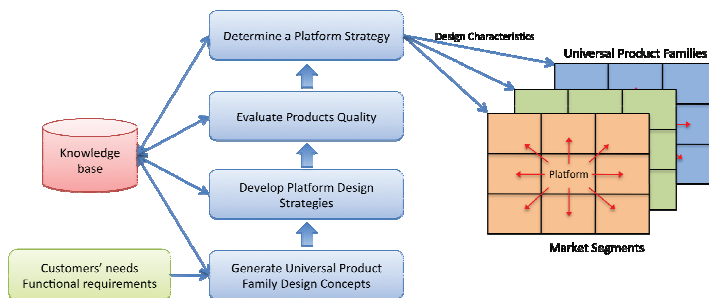 Determine a Platform Strategy
Design Characteristics
Universal Product Families
Evaluate Products Quality
Knowledge
base
Platform
Develop Platform Design
Strategies
Market Segments
Customers' needs
Functional requirements
Generate Universal Product
Family Design Concepts